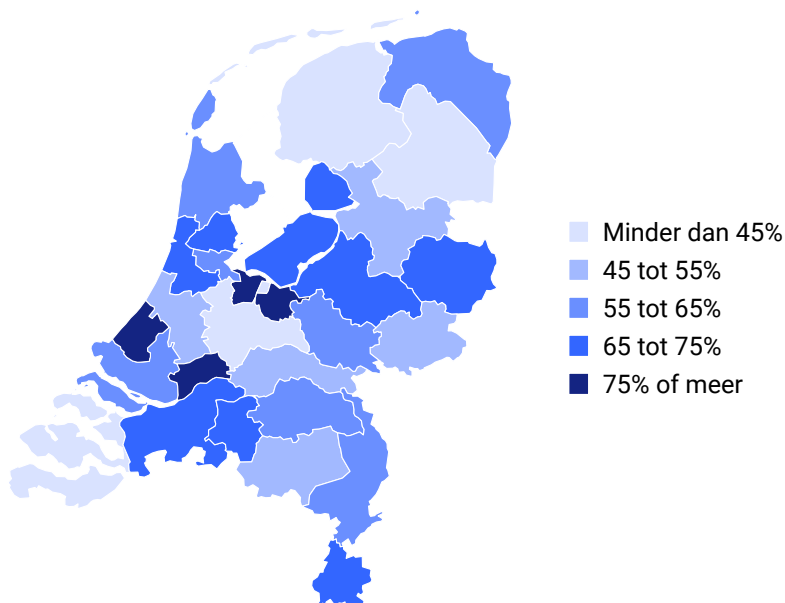 Minder dan 45%
45 tot 55%
55 tot 65%
65 tot 75%
75% of meer